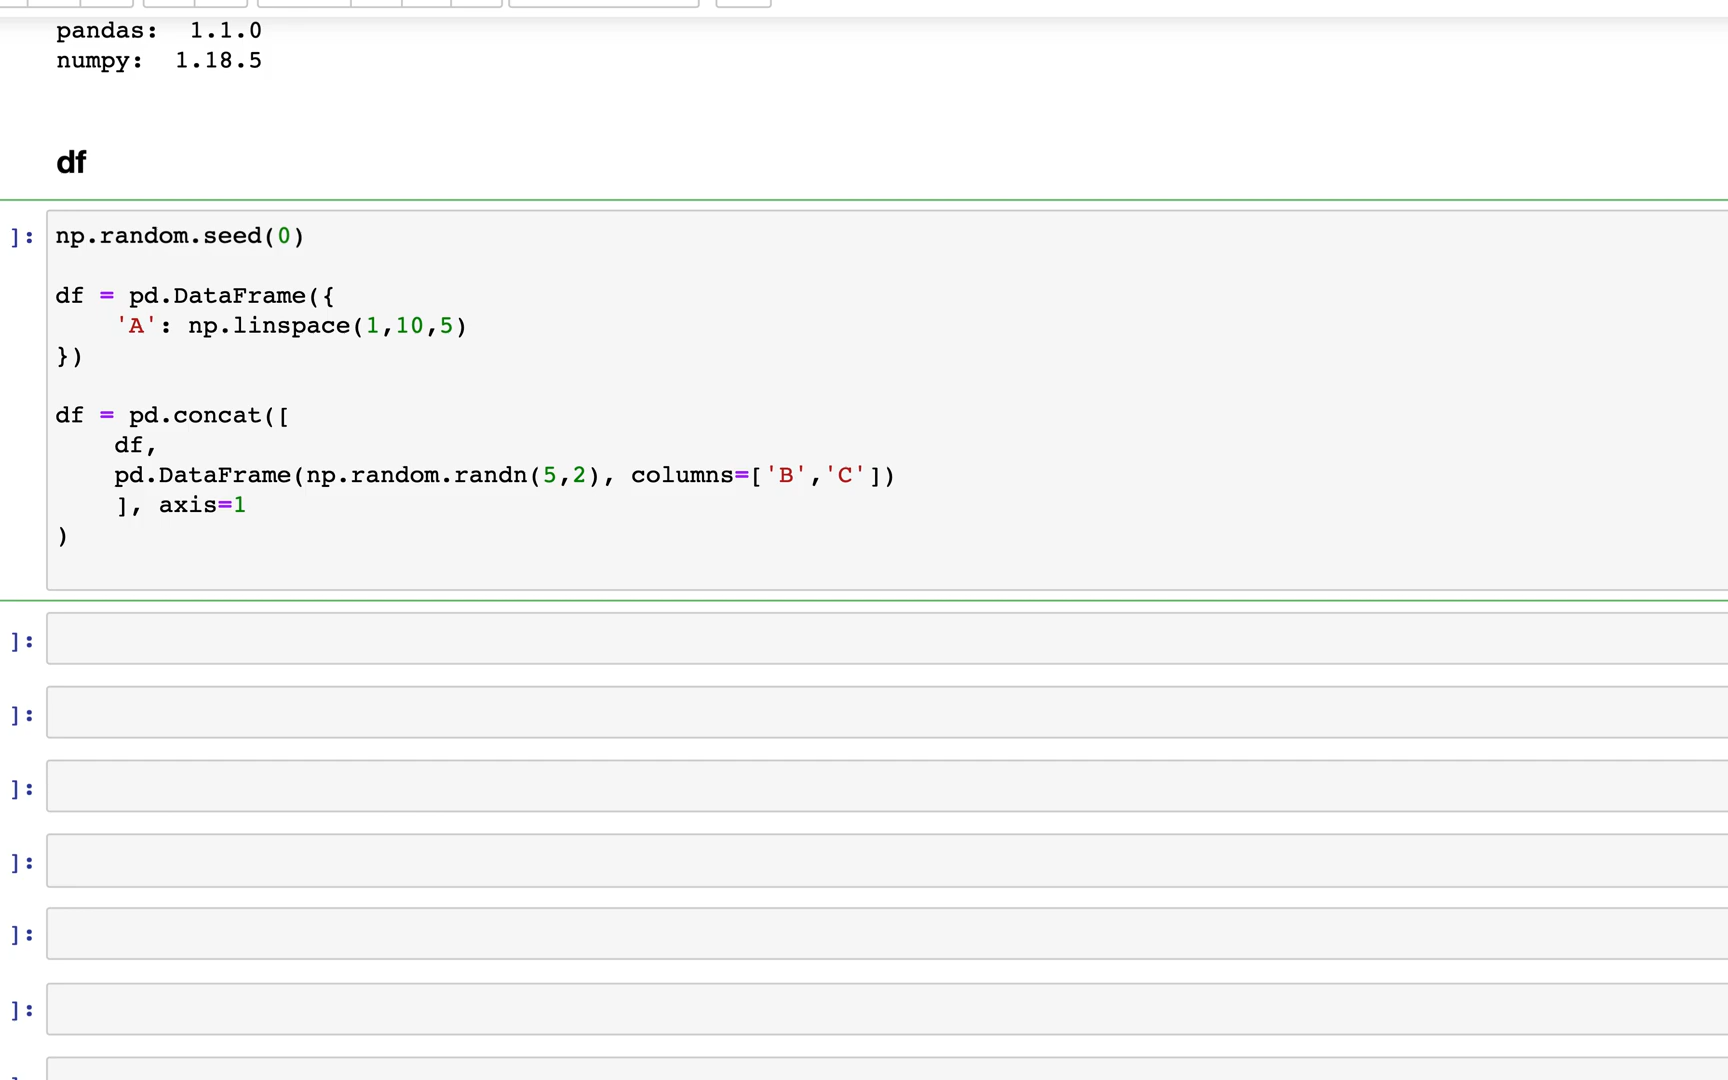 pandas:  1.1.0
numpy:  1.18.5
df
]:
np.random.seed(0)
df = pd.DataFrame({
    'A': np.linspace(1,10,5)
})
df = pd.concat([
    df,
    pd.DataFrame(np.random.randn(5,2), columns=['B','C'])
    ], axis=1
)
]:
]:
]:
]:
]:
]: